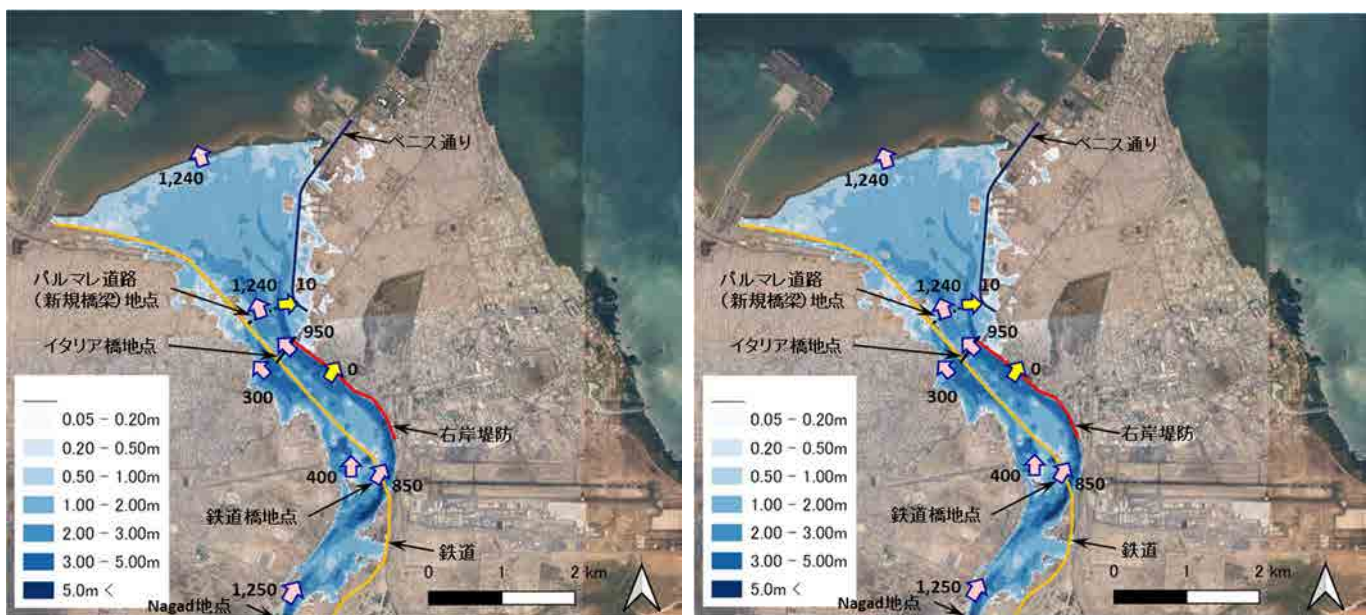 ベニス通り
1,240
パルマレ道路
(新規橋梁)地点
1,240
10
950
イタリア橋地点
0
300
右岸堤防
400
850
鉄道橋地点
鉄道
1,250
Nagad地点
0.05 - 0.20m
0.20 - 0.50m
0.50 - 1.00m
1.00 - 2.00m
2.00 - 3.00m
3.00 - 5.00m
5.0m <
0 1 2 km
ベニス通り
1,240
パルマレ道路
(新規橋梁)地点
1,240
10
950
イタリア橋地点
0
300
右岸堤防
400
850
鉄道橋地点
鉄道
1,250
Nagad地点
0.05 - 0.20m
0.20 - 0.50m
0.50 - 1.00m
1.00 - 2.00m
2.00 - 3.00m
3.00 - 5.00m
5.0m <
0 1 2 km